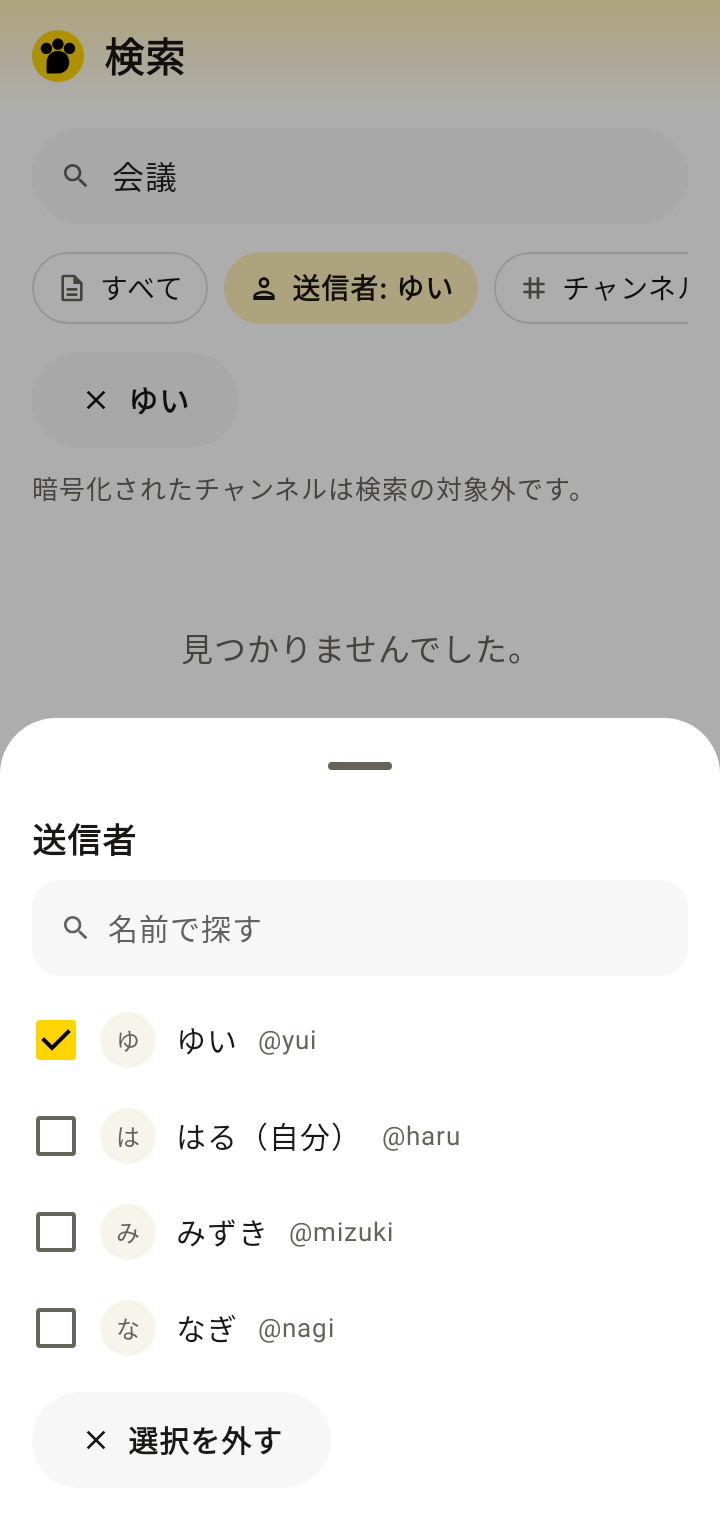 検索
会議
すべて
送信者: ゆい
チャンネル
ゆい
暗号化されたチャンネルは検索の対象外です。
見つかりませんでした。
送信者
名前で探す
ゆ ゆい @yui
は はる（自分） @haru
み みずき @mizuki
な なぎ @nagi
選択を外す